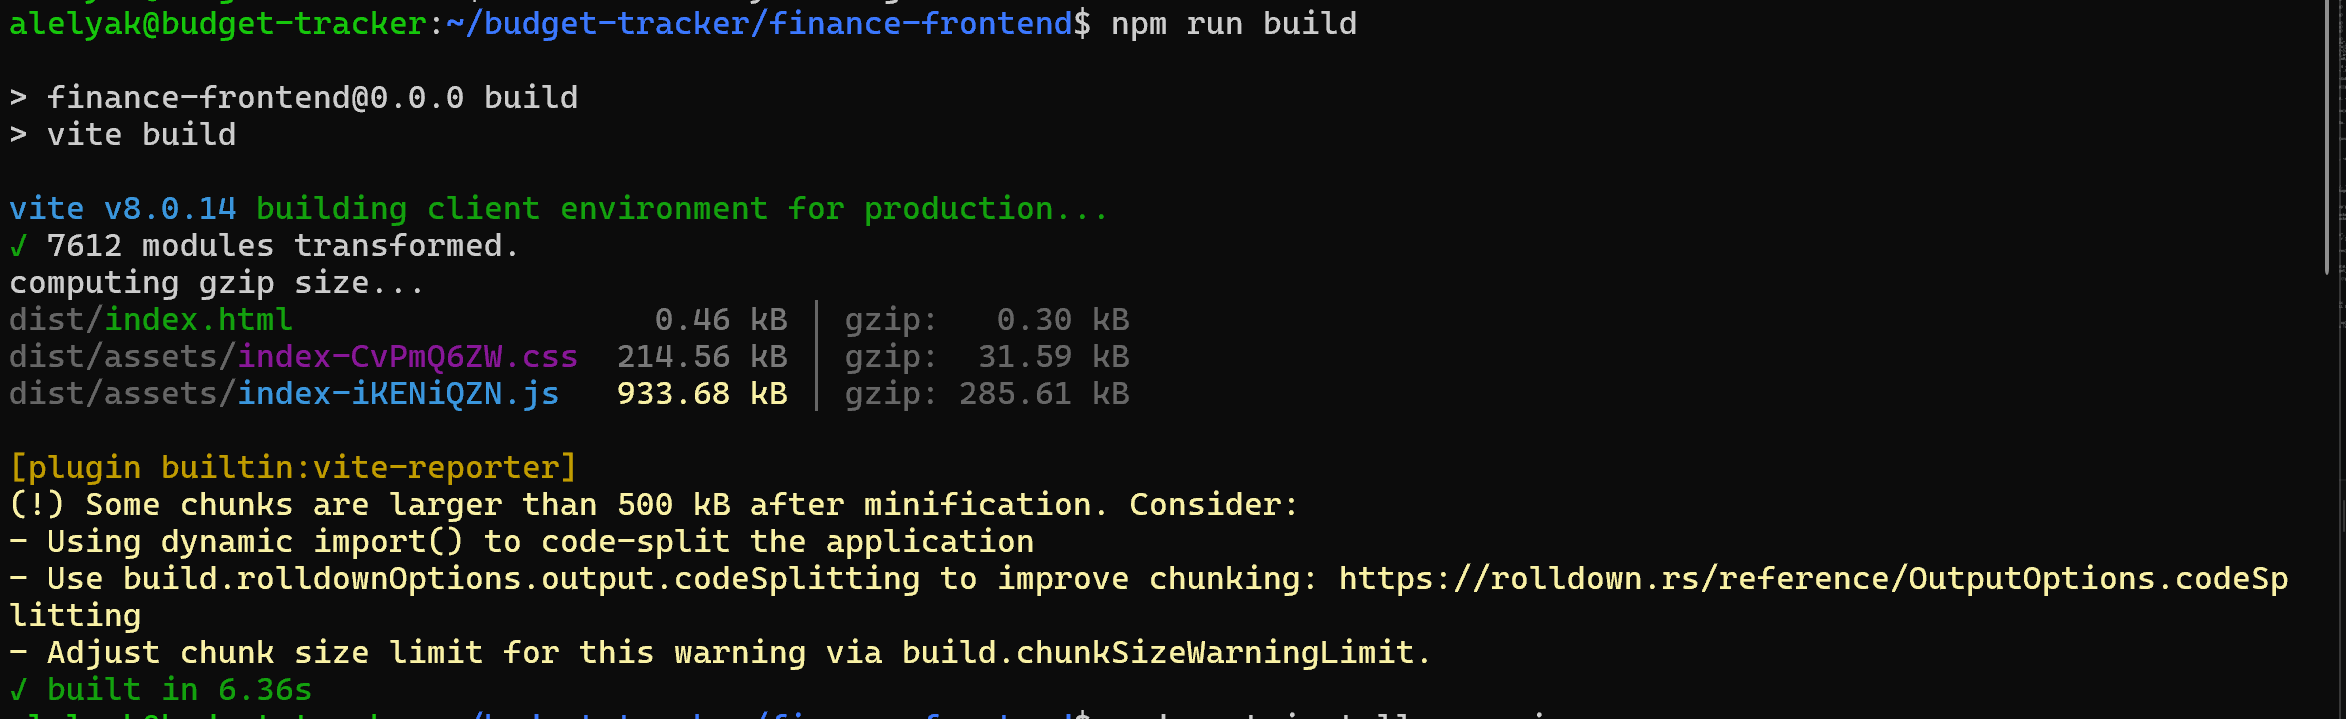 alelyak@budget-tracker:~/budget-tracker/finance-frontend$ npm run build
> finance-frontend@0.0.0 build
> vite build
vite v8.0.14 building client environment for production...
✓ 7612 modules transformed.
computing gzip size...
dist/index.html 0.46 kB │ gzip: 0.30 kB
dist/assets/index-CvPmQ6ZW.css 214.56 kB │ gzip: 31.59 kB
dist/assets/index-iKENiQZN.js 933.68 kB │ gzip: 285.61 kB
[plugin builtin:vite-reporter]
(!) Some chunks are larger than 500 kB after minification. Consider:
- Using dynamic import() to code-split the application
- Use build.rolldownOptions.output.codeSplitting to improve chunking: https://rolldown.rs/reference/OutputOptions.codeSp
litting
- Adjust chunk size limit for this warning via build.chunkSizeWarningLimit.
✓ built in 6.36s